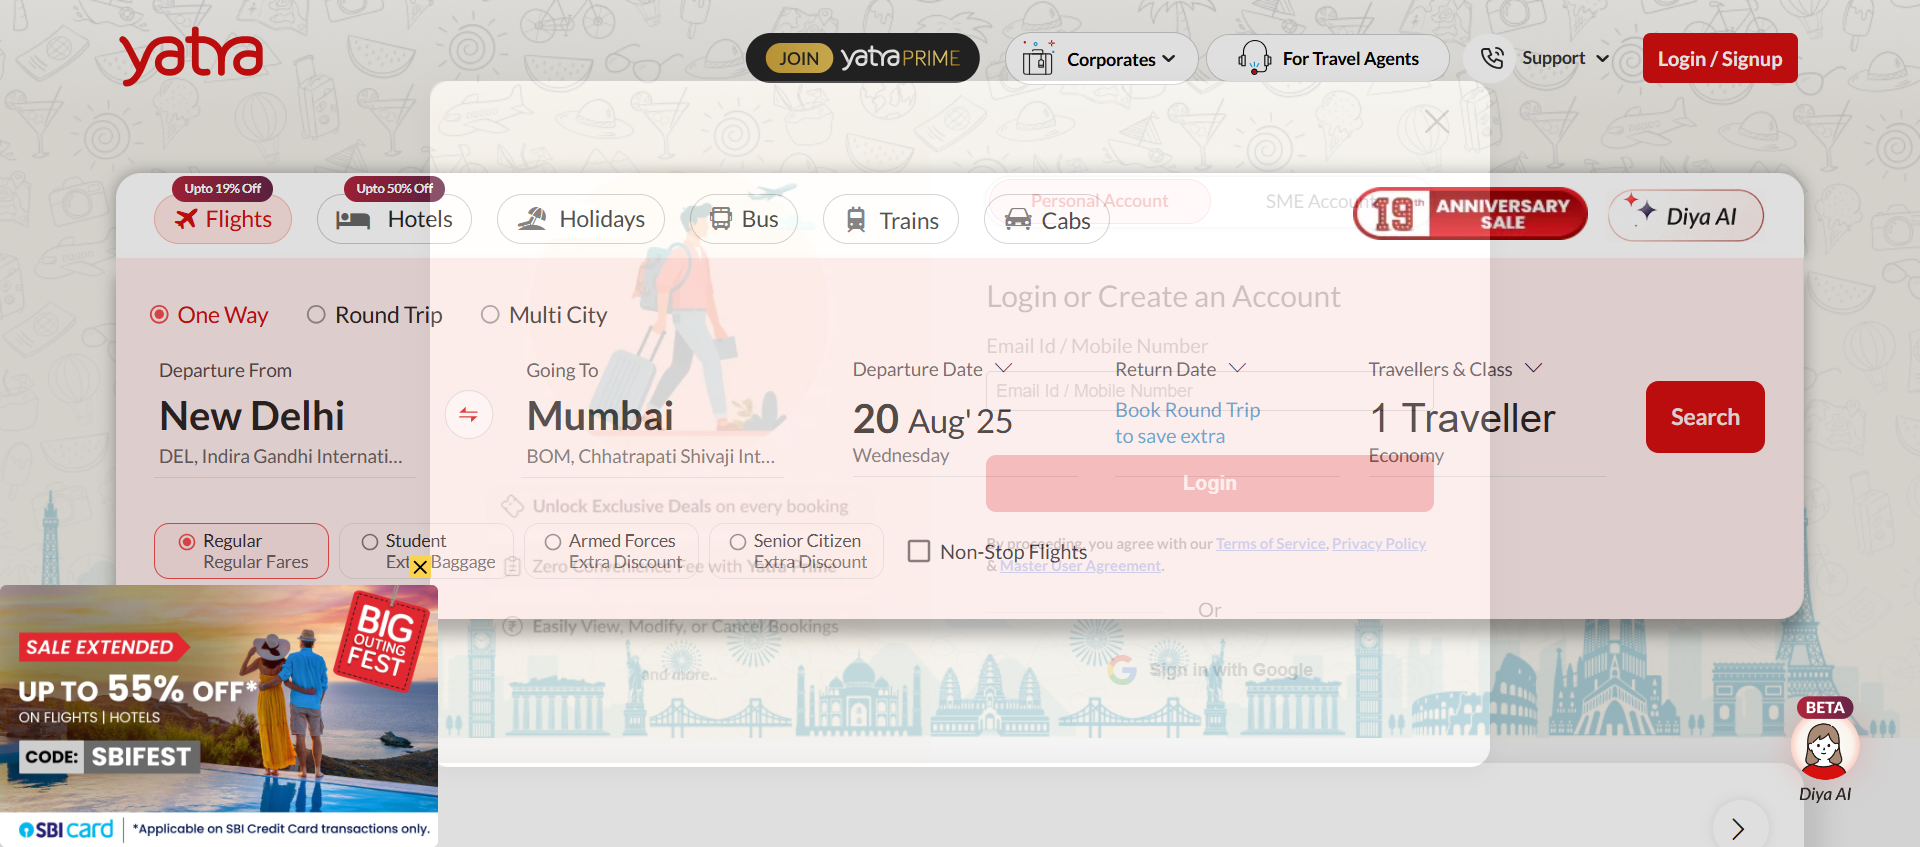 yatra
JOIN yatra PRIME
Corporates
For Travel Agents
Support
Login / Signup
Upto 19% Off
Upto 50% Off
Flights
Hotels
Holidays
Bus
Trains
Cabs
Personal Account
SME Account
19th ANNIVERSARY
SALE
Diya AI
One Way
Round Trip
Multi City
Login or Create an Account
Email Id / Mobile Number
Email Id / Mobile Number
Departure From
New Delhi
DEL, Indira Gandhi Internati...
Going To
Mumbai
BOM, Chhatrapati Shivaji Int...
Departure Date
20 Aug' 25
Wednesday
Return Date
Book Round Trip
to save extra
Travellers & Class
1 Traveller
Economy
Search
Login
Unlock Exclusive Deals on every booking
Regular
Regular Fares
Student
Extra Baggage
Armed Forces
Extra Discount
Senior Citizen
Extra Discount
Non-Stop Flights
Zero Convenience Fee with Yatra Prime
By proceeding, you agree with our Terms of Service, Privacy Policy
& Master User Agreement.
Or
Easily View, Modify, or Cancel Bookings
and more..
Sign in with Google
SALE EXTENDED
UP TO 55% OFF*
ON FLIGHTS | HOTELS
CODE: SBIFEST
BIG
OUTING
FEST
SBI card
*Applicable on SBI Credit Card transactions only.
BETA
Diya AI